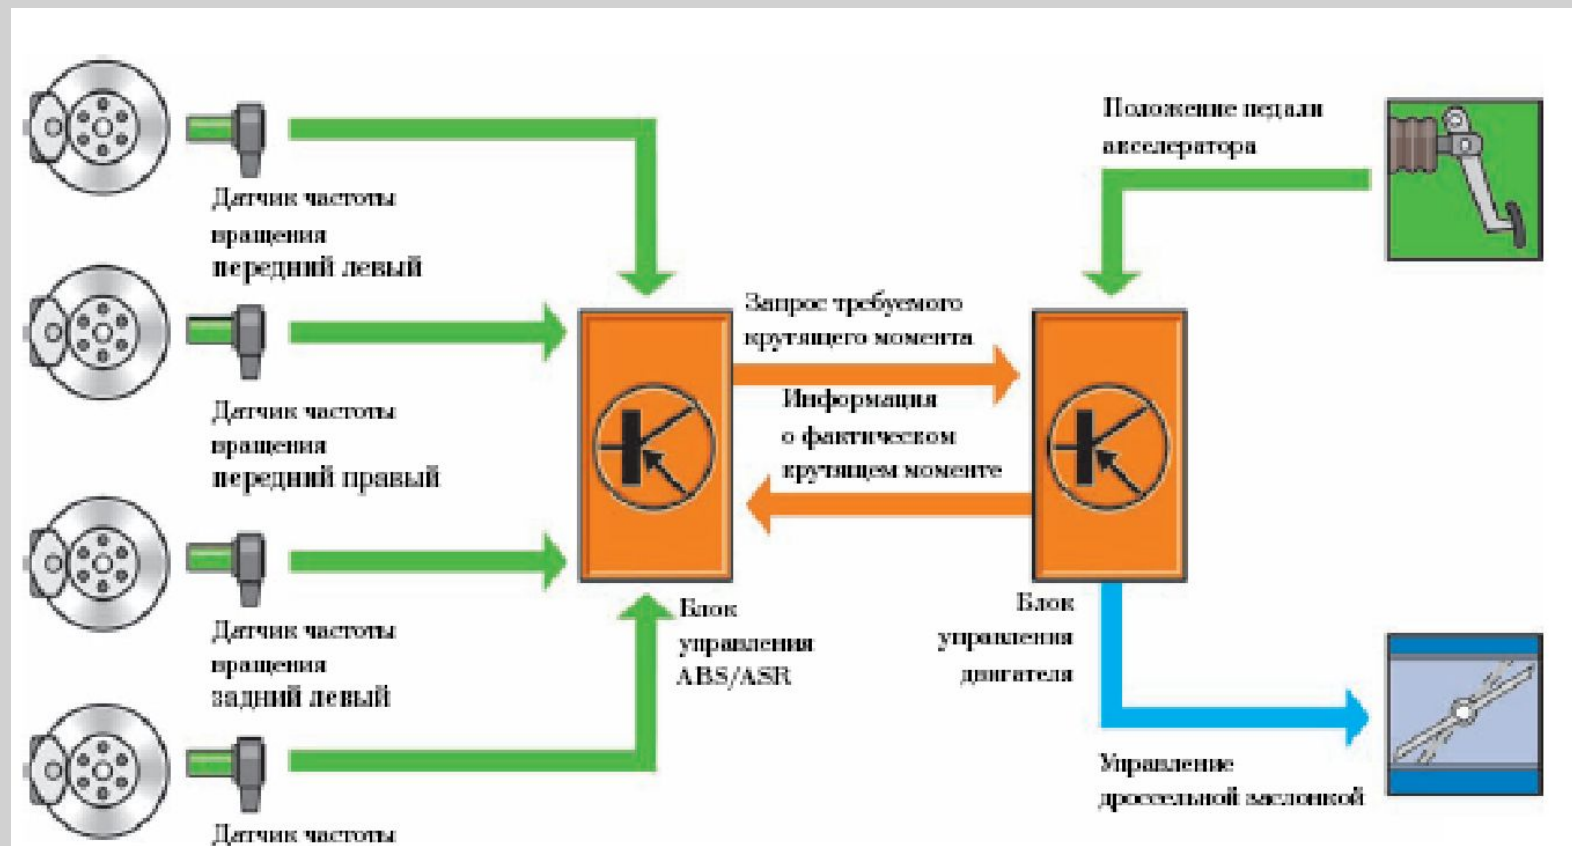 Датчик частоты
вращения
передний левый
Датчик частоты
вращения
передний правый
Датчик частоты
вращения
задний левый
Датчик частоты
Блок
управления
ABS/ASR
Запрос требуемого
крутящего момента
Информация
о фактическом
крутящем моменте
Положение педали
акселератора
Блок
управления
двигателя
Управление
дроссельной заслонкой